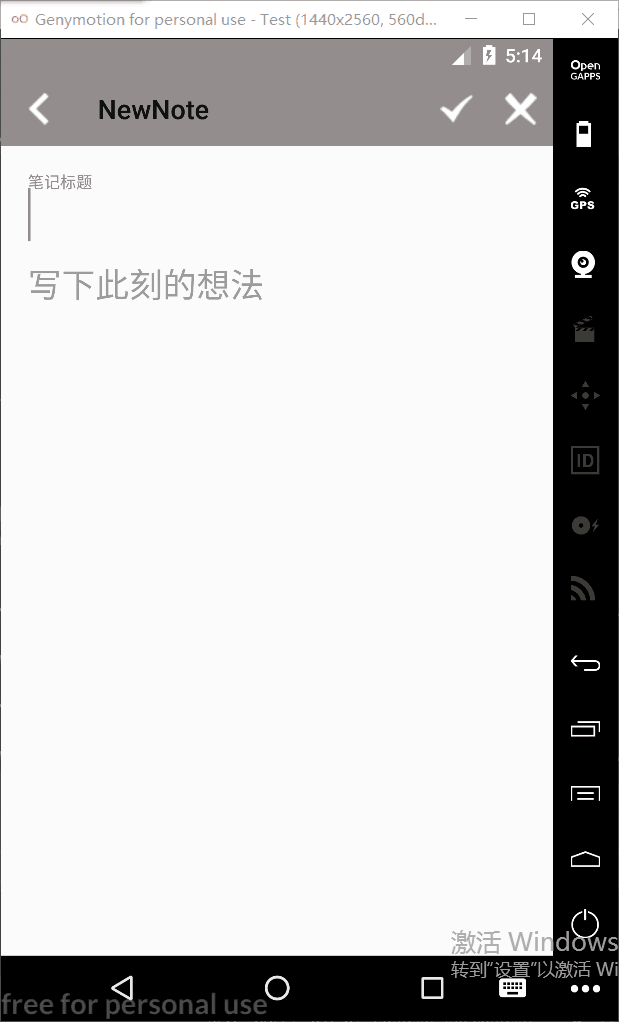 Genymotion for personal use - Test (1440x2560, 560d...
5:14
Open
GAPPS
NewNote
笔记标题
GPS
写下此刻的想法
ID
激活 Windows
转到"设置"以激活 Wi
free for personal use